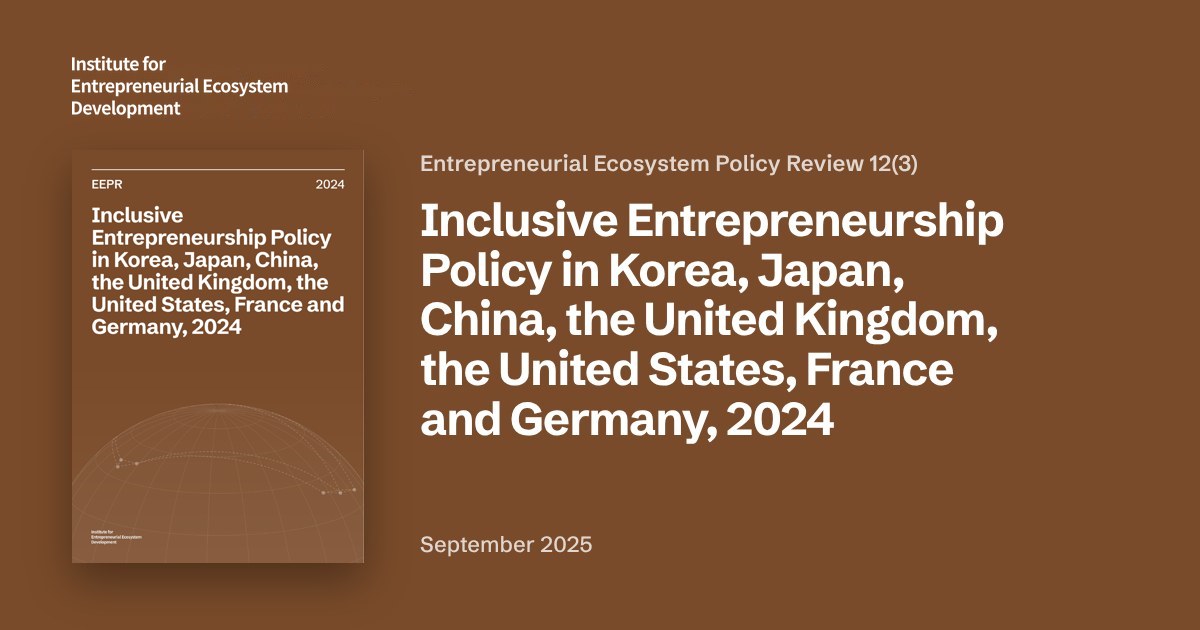 Institute for
Entrepreneurial Ecosystem
Development
EEPR 2024
Inclusive
Entrepreneurship Policy
in Korea, Japan, China,
the United Kingdom, the
United States, France and
Germany, 2024
Institute for
Entrepreneurial Ecosystem
Development
Entrepreneurial Ecosystem Policy Review 12(3)
Inclusive Entrepreneurship
Policy in Korea, Japan,
China, the United Kingdom,
the United States, France
and Germany, 2024
September 2025